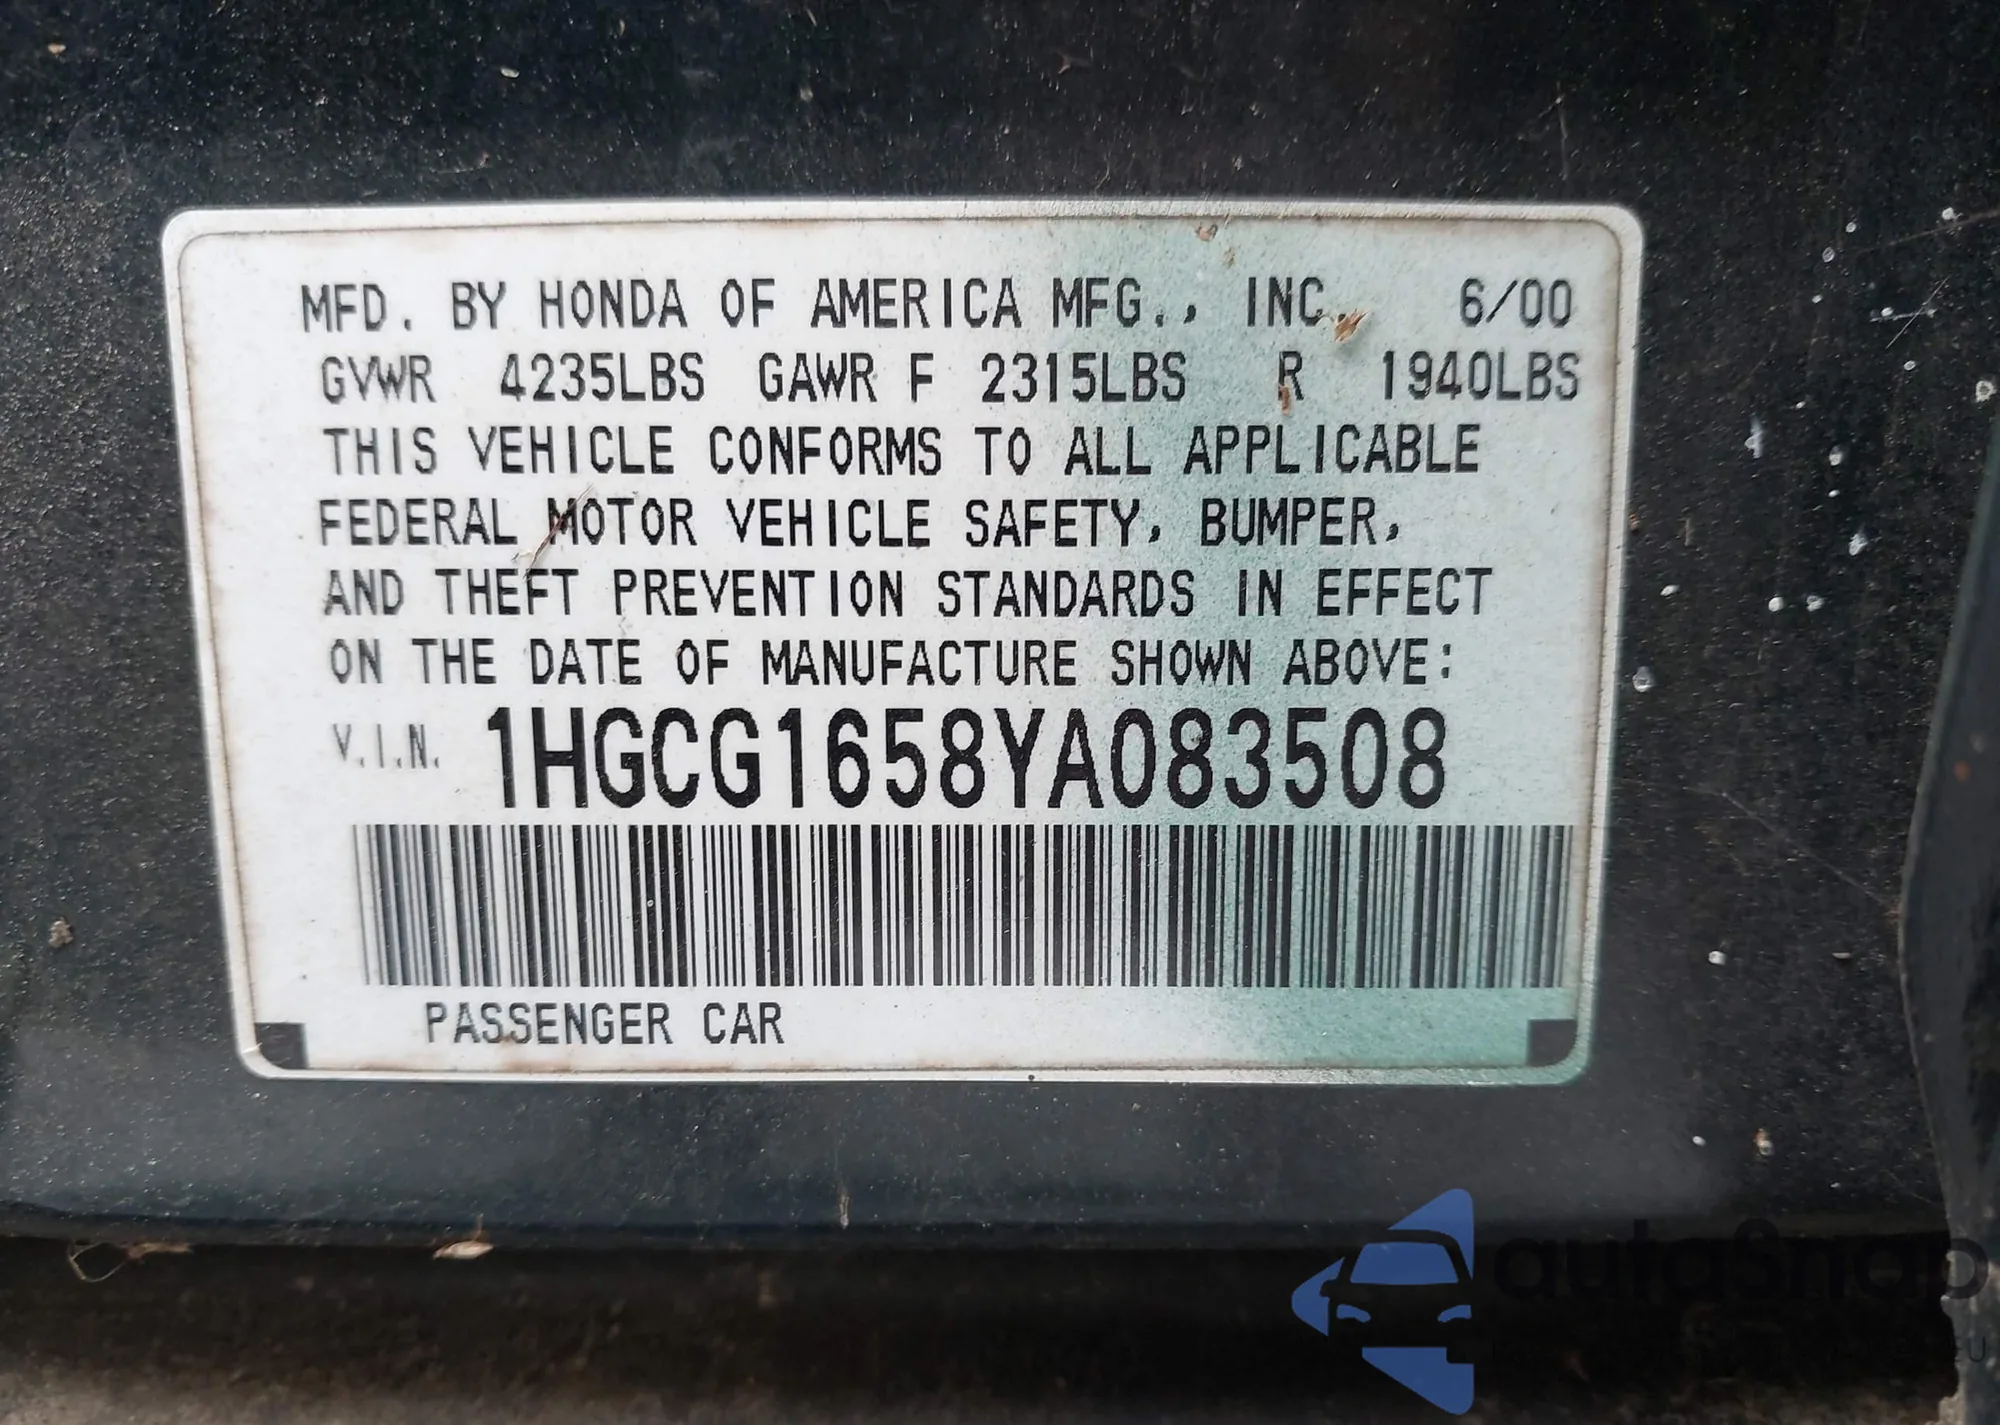 MFD. BY HONDA OF AMERICA MFG., INC. 6/00
GVWR 4235LBS GAWR F 2315LBS R 1940LBS
THIS VEHICLE CONFORMS TO ALL APPLICABLE
FEDERAL MOTOR VEHICLE SAFETY, BUMPER,
AND THEFT PREVENTION STANDARDS IN EFFECT
ON THE DATE OF MANUFACTURE SHOWN ABOVE:
V.I.N. 1HGCG1658YA083508
PASSENGER CAR
autoSnap